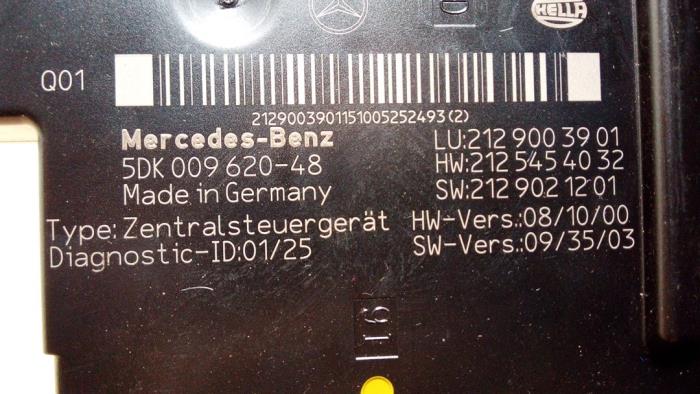 HELLA
Q01
2129003901151005252493(2)
Mercedes-Benz LU:212 900 39 01
5DK 009 620-48 HW:212 545 40 32
Made in Germany SW:212 902 12 01
Type: Zentralsteuergerät HW-Vers.:08/10/00
Diagnostic-ID:01/25 SW-Vers.:09/35/03